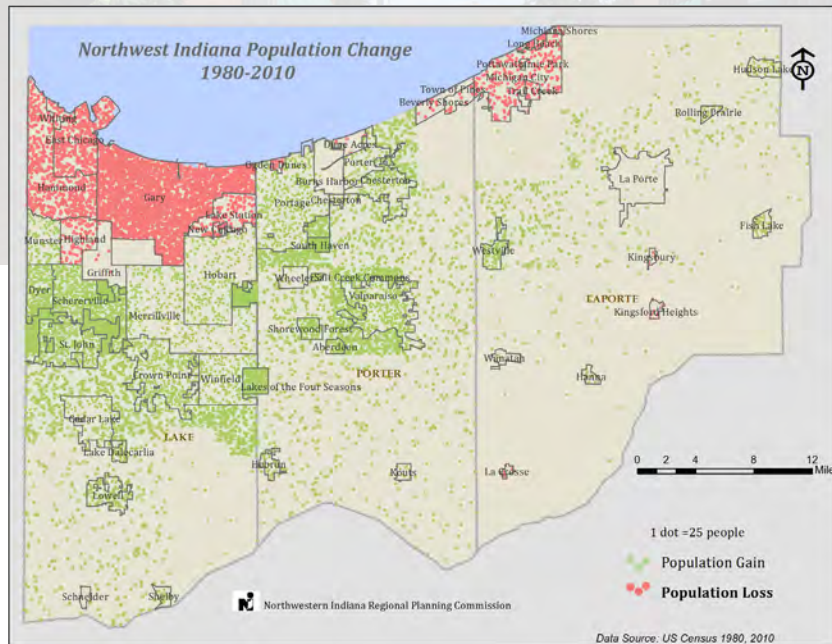 Northwest Indiana Population Change
1980-2010
Michiana Shores
Long Beach
Pottawattamie Park
Michigan City
Trail Creek
Town of Pines
Beverly Shores
Hudson Lake
N
Rolling Prairie
Whiting
East Chicago
Hammond
Gary
Ogden Dunes
Dune Acres
Porter
Burns Harbor
Chesterton
Chesterton
Portage
La Porte
Lake Station
New Chicago
Munster
Highland
Griffith
Hobart
South Haven
Westville
Fish Lake
Kingsbury
Dyer
Schererville
Merrillville
Wheeler
Salt Creek Commons
Valparaiso
LAPORTE
Kingsford Heights
St. John
Shorewood Forest
Aberdeen
Wanatah
Hanna
Crown Point
Winfield
Lakes of the Four Seasons
PORTER
Cedar Lake
LAKE
Lake Dalecarlia
Lowell
Hebron
Kouts
La Crosse
0 2 4 8 12
Mile
1 dot =25 people
Population Gain
Population Loss
Schneider
Shelby
Northwestern Indiana Regional Planning Commission
Data Source: US Census 1980, 2010